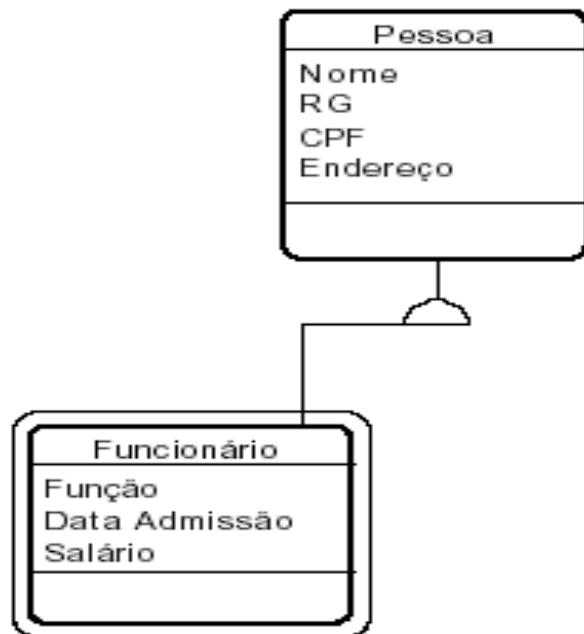 Pessoa
Nome
RG
CPF
Endereço
Funcionário
Função
Data Admissão
Salário